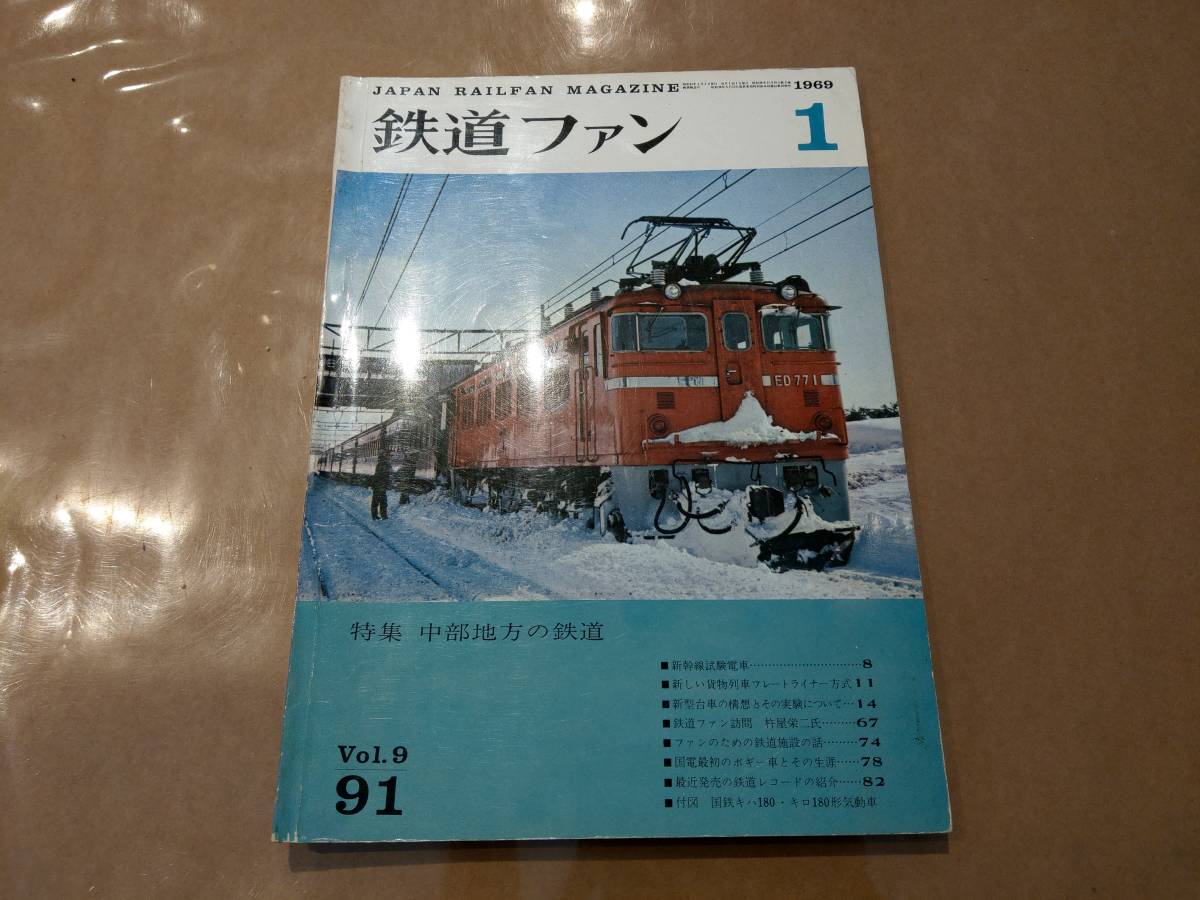 JAPAN RAILFAN MAGAZINE 1969
鉄道ファン 1
ED 77 1
特集 中部地方の鉄道
■新幹線試験電車……………………………8
■新しい貨物列車フレートライナー方式 11
■新型台車の構想とその実験について…14
■鉄道ファン訪問 杵屋栄二氏………67
■ファンのための鉄道施設の話………74
■国電最初のボギー車とその生涯……78
■最近発売の鉄道レコードの紹介……82
■付図 国鉄キハ180・キロ180形気動車
Vol.9
91